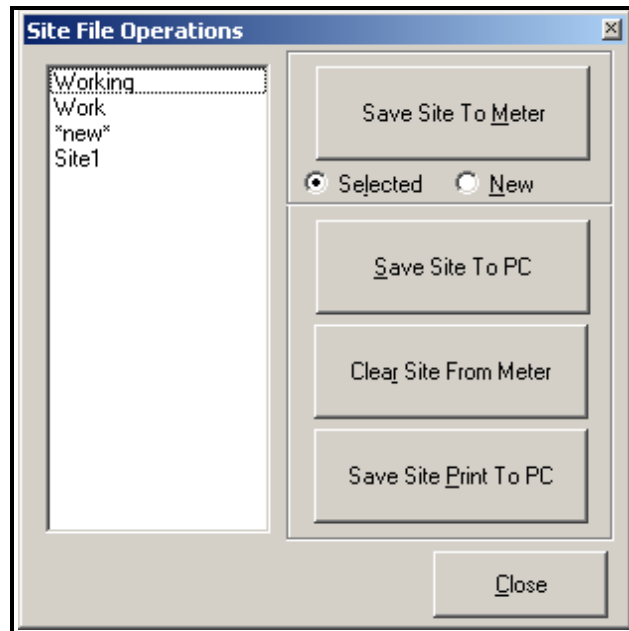 Site File Operations
Working
Work
*new*
Site1
Save Site To Meter
Selected
New
Save Site To PC
Clear Site From Meter
Save Site Print To PC
Close